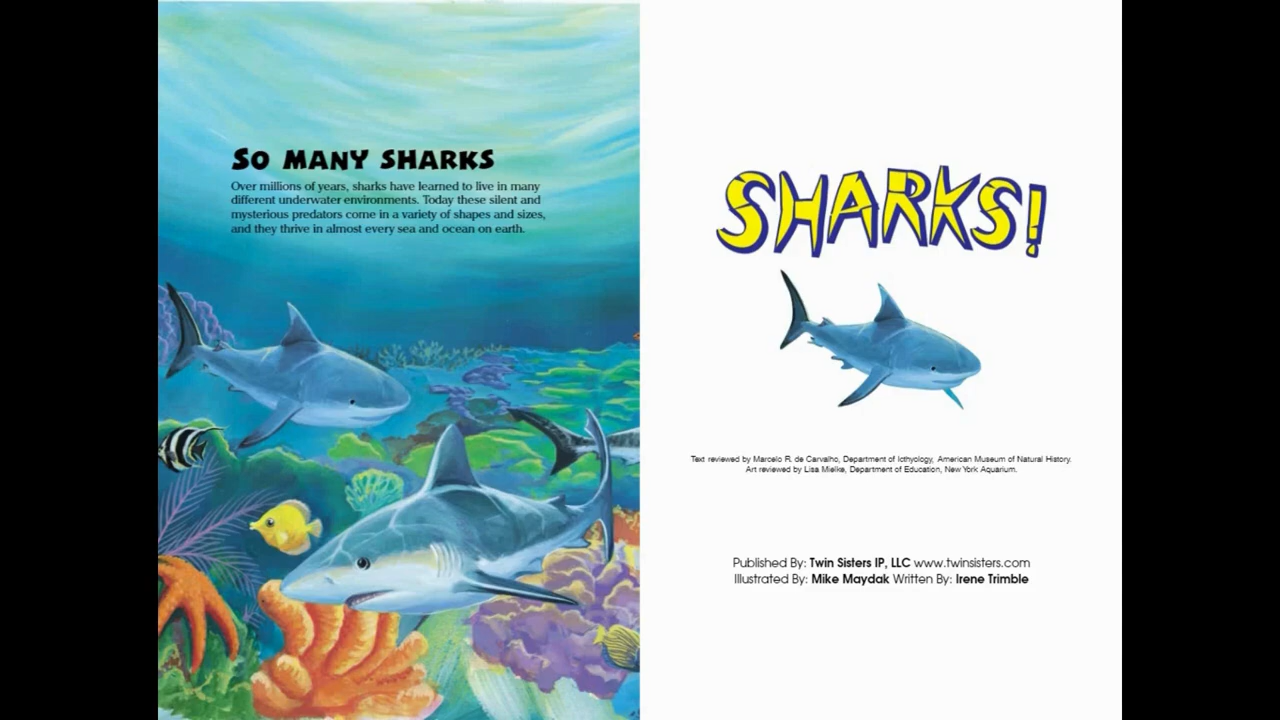 SO MANY SHARKS
Over millions of years, sharks have learned to live in many
different underwater environments. Today these silent and
mysterious predators come in a variety of shapes and sizes,
and they thrive in almost every sea and ocean on earth.
SHARKS!
Text reviewed by Marcelo R. de Carvalho, Department of Icthyology, American Museum of Natural History.
Art reviewed by Lisa Mielke, Department of Education, New York Aquarium.
Published By: Twin Sisters IP, LLC www.twinsisters.com
Illustrated By: Mike Maydak Written By: Irene Trimble